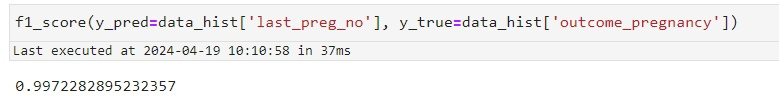 f1_score(y_pred=data_hist['last_preg_no'], y_true=data_hist['outcome_pregnancy'])
Last executed at 2024-04-19 10:10:58 in 37ms
0.9972282895232357